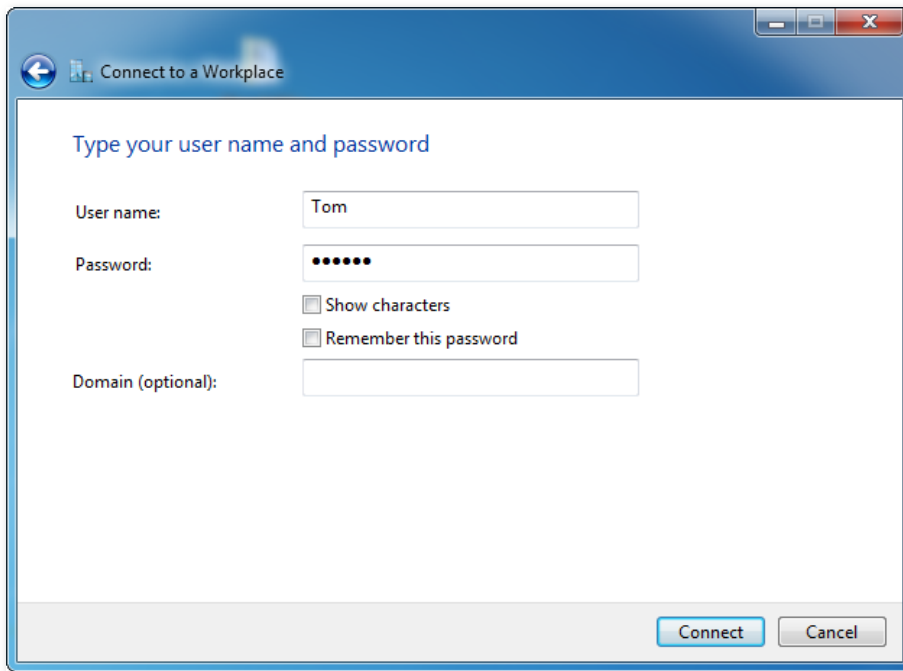 Connect to a Workplace
Type your user name and password
User name:
Tom
Password:
●●●●●●
Show characters
Remember this password
Domain (optional):
Connect
Cancel